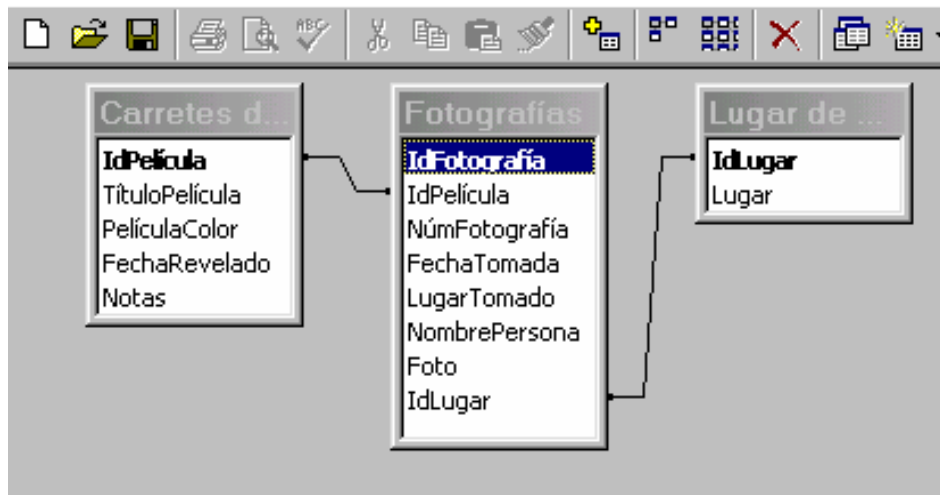 ABC
Carretes d...
IdPelícula
TítuloPelícula
PelículaColor
FechaRevelado
Notas
Fotografías
IdFotografía
IdPelícula
NúmFotografía
FechaTomada
LugarTomado
NombrePersona
Foto
IdLugar
Lugar de ...
IdLugar
Lugar